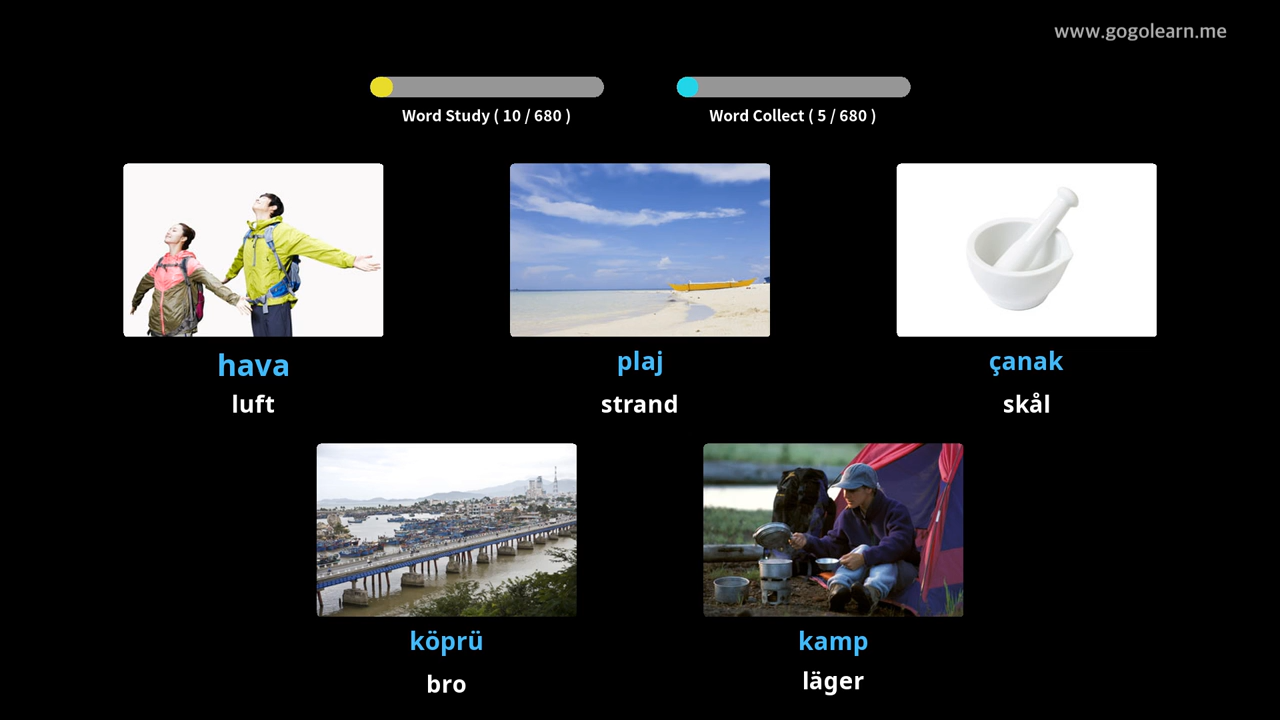 www.gogolearn.me
Word Study ( 10 / 680 )
Word Collect ( 5 / 680 )
hava
luft
plaj
strand
çanak
skål
köprü
bro
kamp
läger